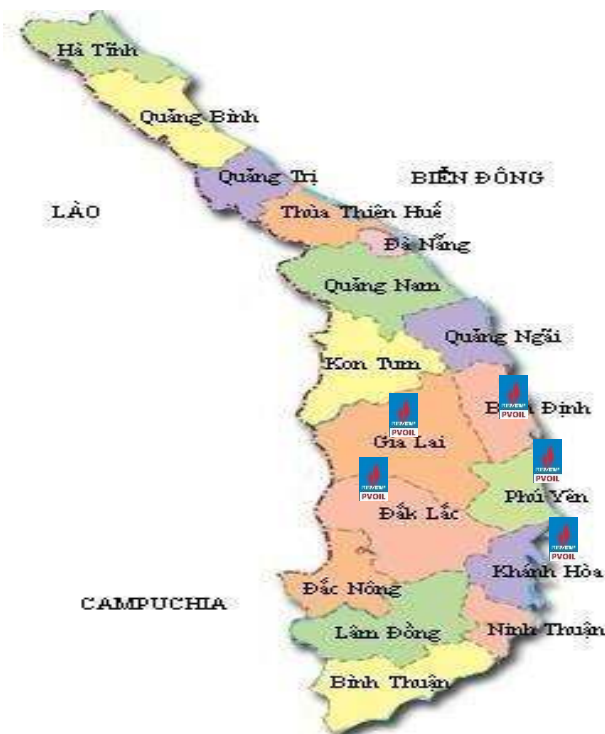 Hà Tĩnh
Quảng Bình
Quảng Trị
BIỂN ĐÔNG
LÀO
Thừa Thiên Huế
Đà Nẵng
Quảng Nam
Quảng Ngãi
Kon Tum
PVOIL
Định
PVOIL
Gia Lai
PVOIL
PVOIL
Phú Yên
Đắk Lắc
PVOIL
Khánh Hòa
Đắc Nông
CAMPUCHIA
Lâm Đồng
Ninh Thuận
Bình Thuận